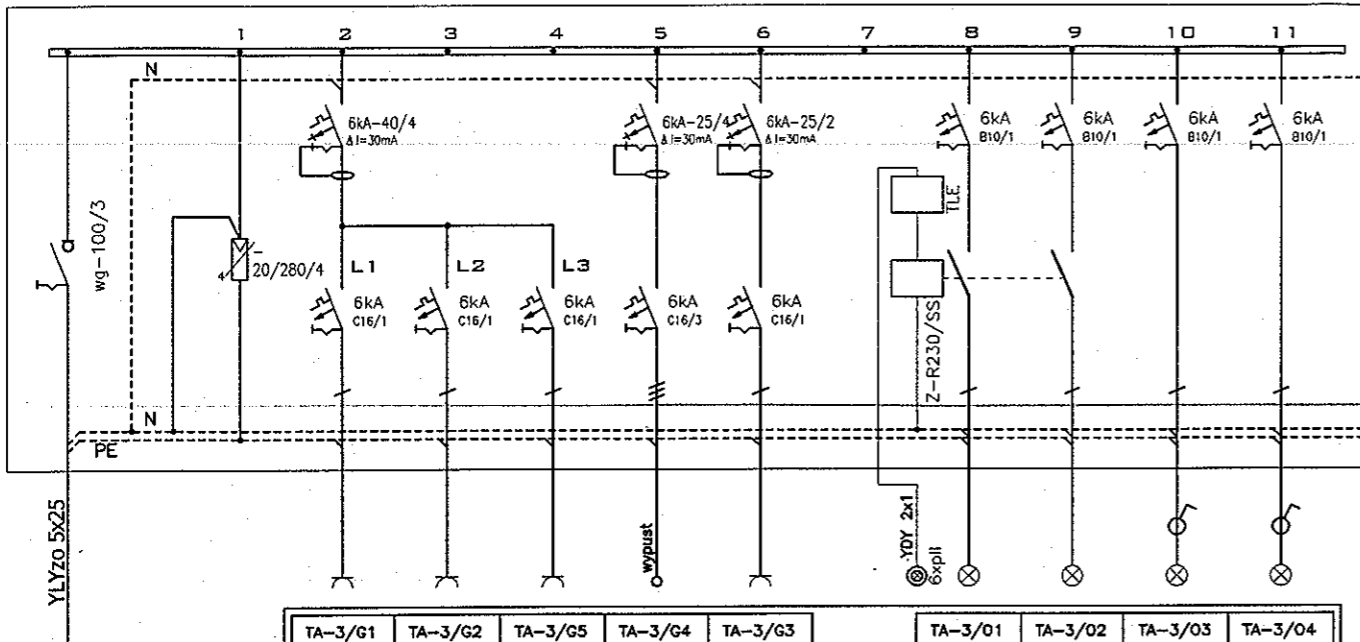 1 2 3 4 5 6 7 8 9 10 11
N
6kA-40/4
ΔI=30mA
6kA-25/4
ΔI=30mA
6kA-25/2
ΔI=30mA
6kA
B10/1
6kA
B10/1
6kA
B10/1
6kA
B10/1
wg-100/3
4
20/280/4
TLE
Z-R230/SS
L1
L2
L3
6kA
C16/1
6kA
C16/1
6kA
C16/1
6kA
C16/3
6kA
C16/1
N
PE
YLYżo 5x25
wypust
YDY 2x1
6xpll
TA-3/G1 TA-3/G2 TA-3/G5 TA-3/G4 TA-3/G3 TA-3/01 TA-3/02 TA-3/03 TA-3/04